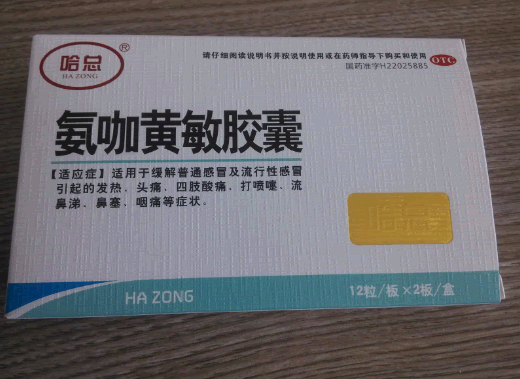 哈总®
HA ZONG
请仔细阅读说明书并按说明使用或在药师指导下购买和使用
OTC
国药准字H22025885
氨咖黄敏胶囊
【适应症】适用于缓解普通感冒及流行性感冒
引起的发热、头痛、四肢酸痛、打喷嚏、流
鼻涕、鼻塞、咽痛等症状。
哈总
HA ZONG
12粒/板×2板/盒